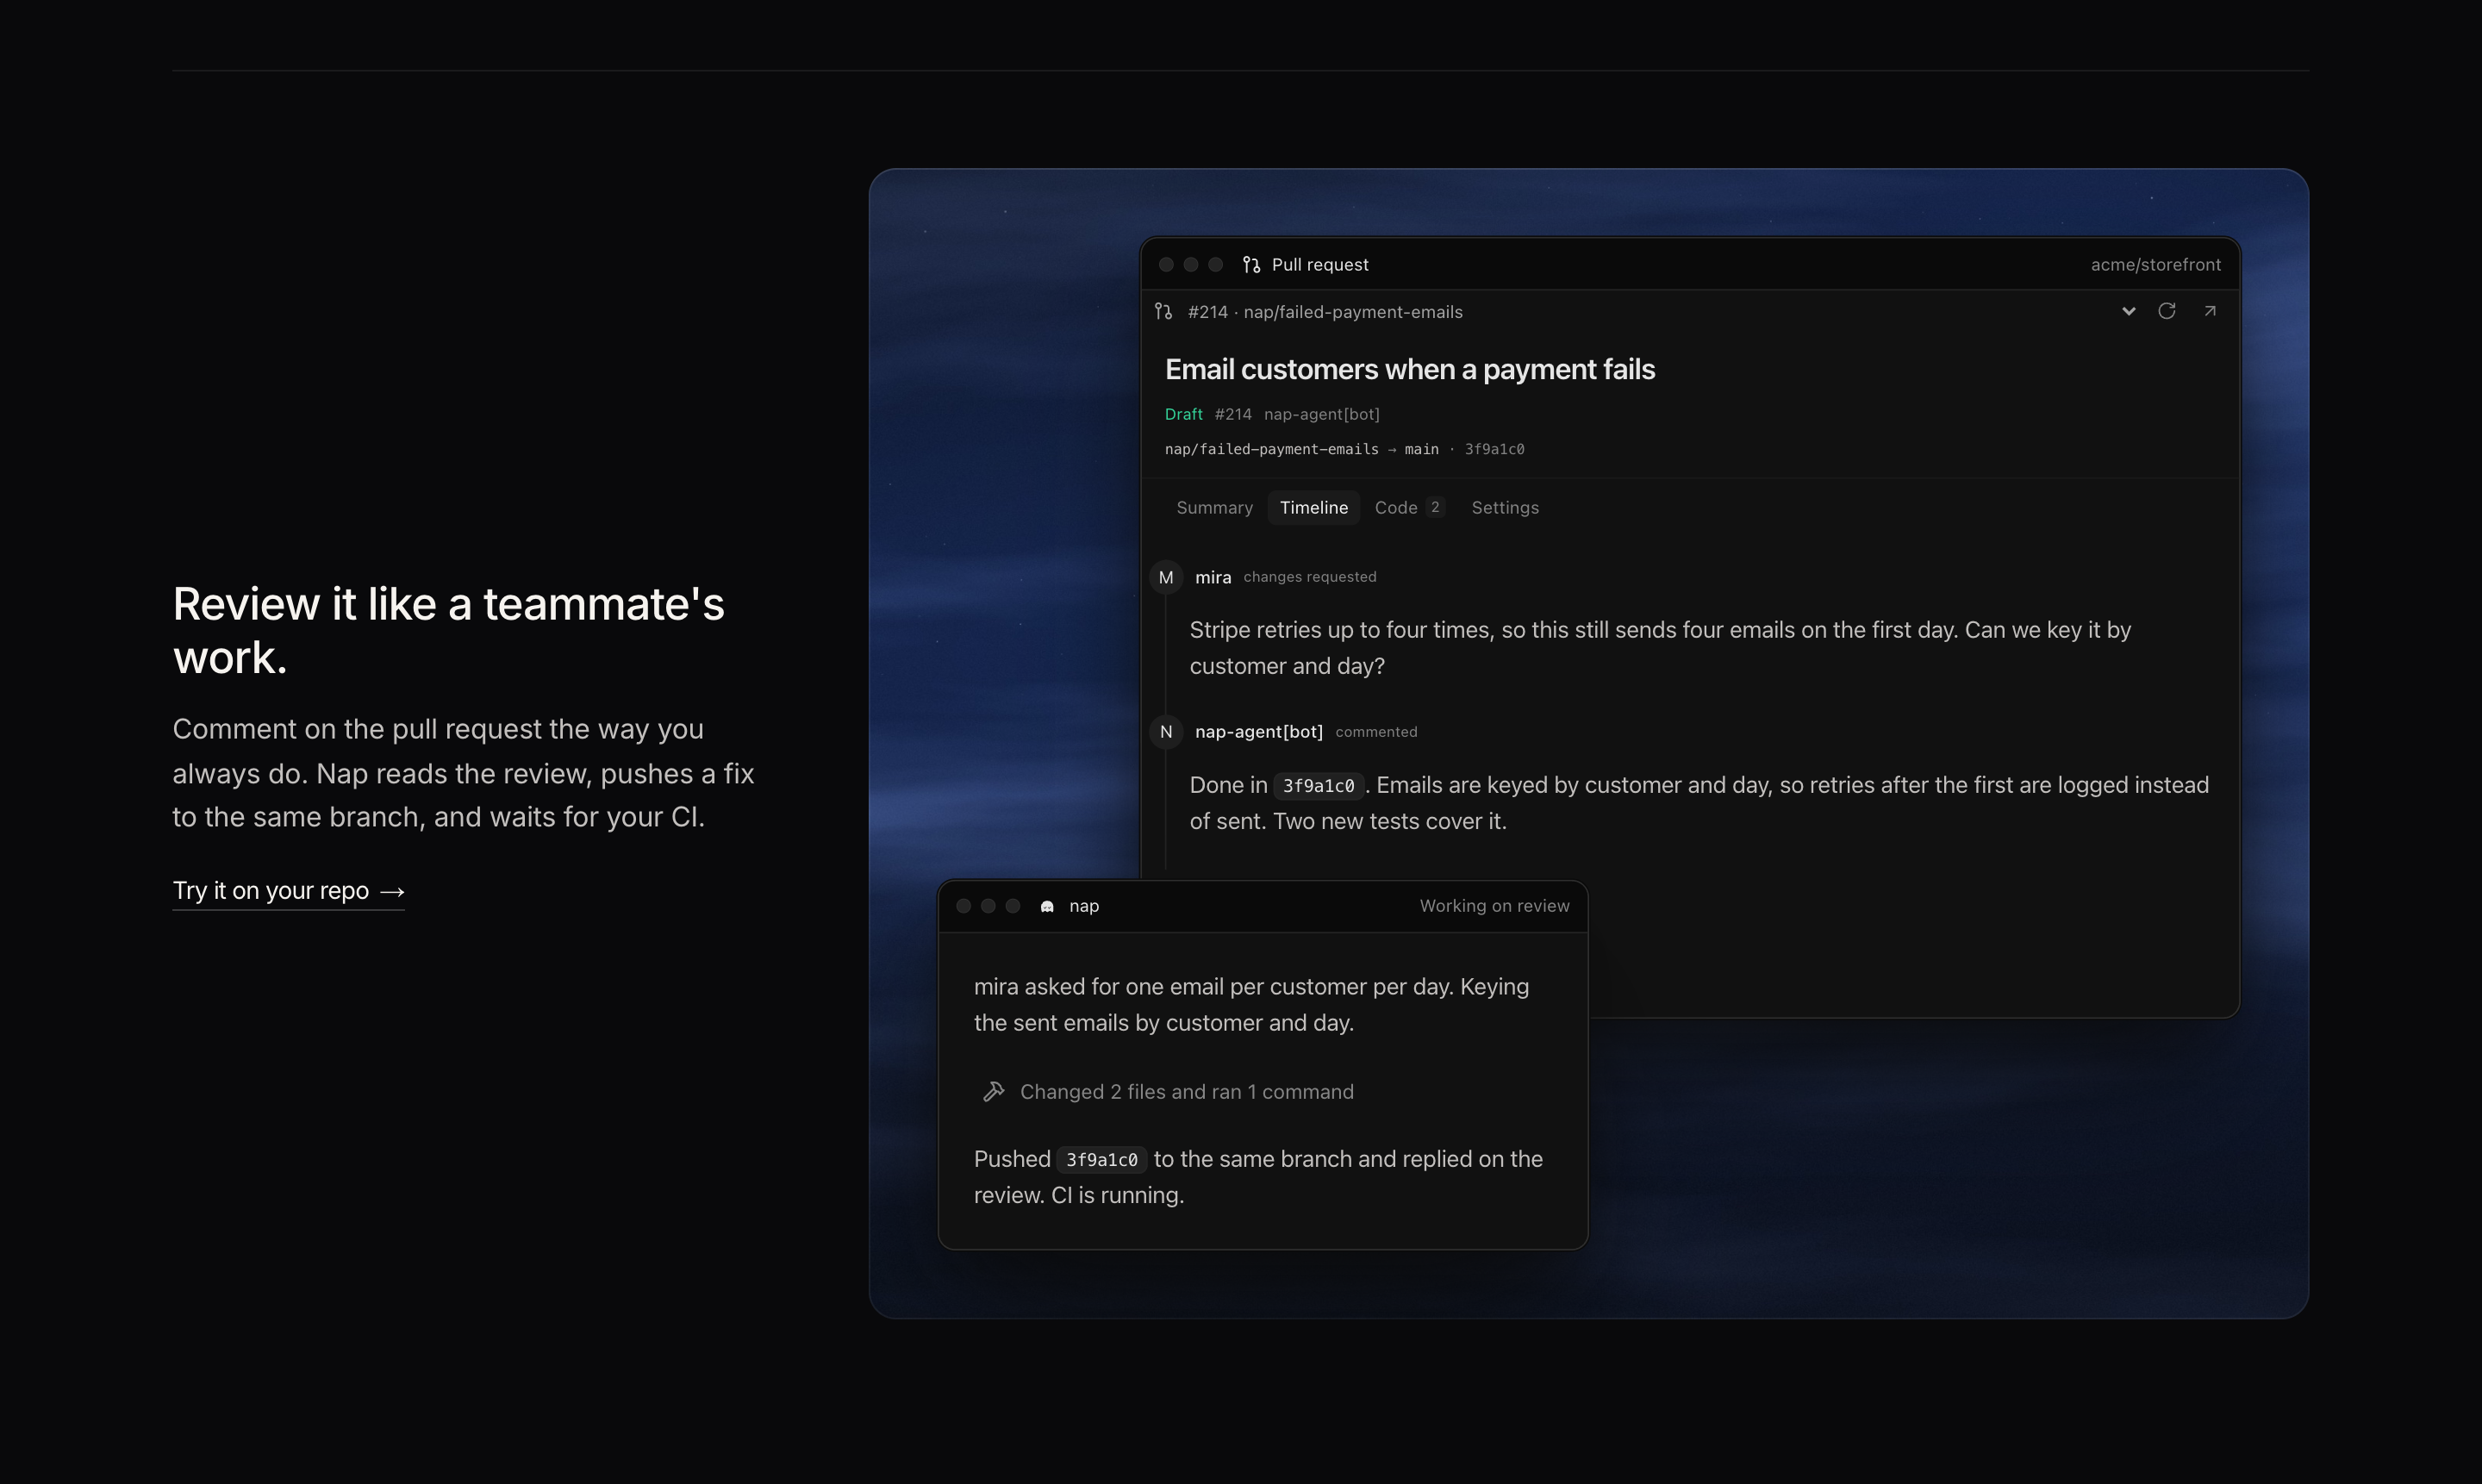 Review it like a teammate's
work.
Comment on the pull request the way you
always do. Nap reads the review, pushes a fix
to the same branch, and waits for your CI.
Try it on your repo →
Pull request
acme/storefront
#214 · nap/failed-payment-emails
Email customers when a payment fails
Draft #214 nap-agent[bot]
nap/failed-payment-emails → main · 3f9a1c0
Summary Timeline Code 2 Settings
M mira changes requested
Stripe retries up to four times, so this still sends four emails on the first day. Can we key it by
customer and day?
N nap-agent[bot] commented
Done in 3f9a1c0. Emails are keyed by customer and day, so retries after the first are logged instead
of sent. Two new tests cover it.
nap
Working on review
mira asked for one email per customer per day. Keying
the sent emails by customer and day.
Changed 2 files and ran 1 command
Pushed 3f9a1c0 to the same branch and replied on the
review. CI is running.